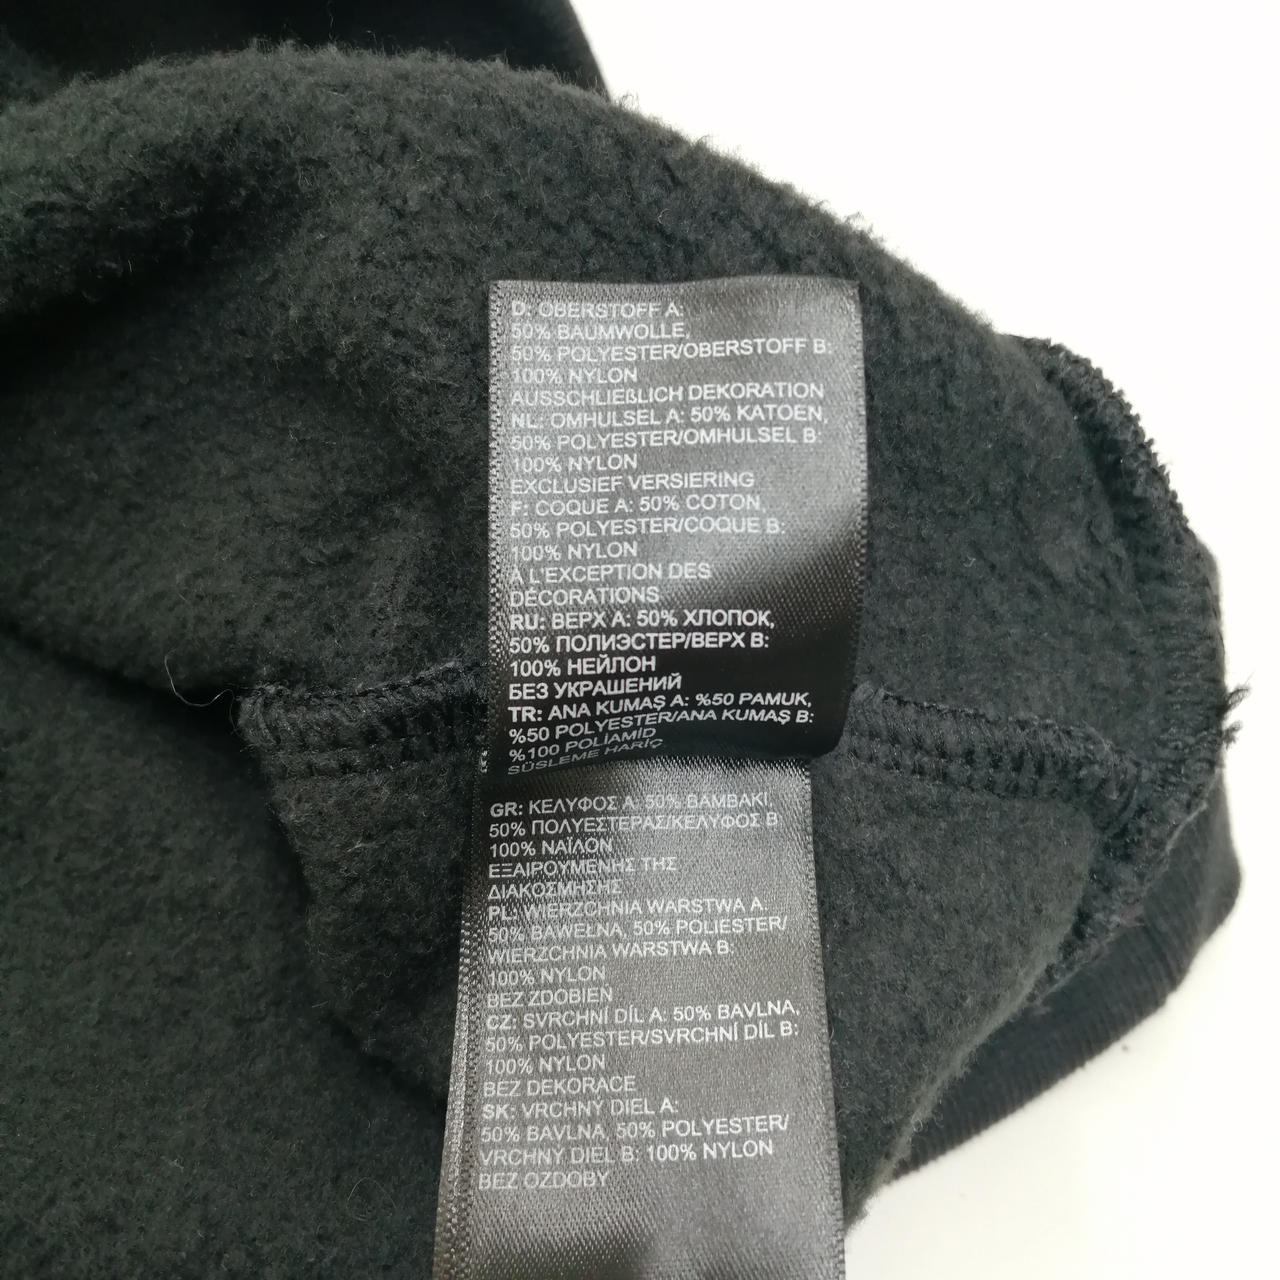 D: OBERSTOFF A:
50% BAUMWOLLE,
50% POLYESTER/OBERSTOFF B:
100% NYLON
AUSSCHLIEßLICH DEKORATION
NL: OMHULSEL A: 50% KATOEN,
50% POLYESTER/OMHULSEL B:
100% NYLON
EXCLUSIEF VERSIERING
F: COQUE A: 50% COTON,
50% POLYESTER/COQUE B:
100% NYLON
À L'EXCEPTION DES
DÉCORATIONS
RU: ВЕРХ A: 50% ХЛОПОК,
50% ПОЛИЭСТЕР/ВЕРХ B:
100% НЕЙЛОН
БЕЗ УКРАШЕНИЙ
TR: ANA KUMAŞ A: %50 PAMUK,
%50 POLYESTER/ANA KUMAŞ B:
%100 POLİAMİD
SÜSLEME HARİÇ
GR: ΚΕΛΥΦΟΣ A: 50% ΒΑΜΒΑΚΙ,
50% ΠΟΛΥΕΣΤΕΡΑΣ/ΚΕΛΥΦΟΣ B
100% ΝΑΪΛΟΝ
ΕΞΑΙΡΟΥΜΕΝΗΣ ΤΗΣ
ΔΙΑΚΟΣΜΗΣΗΣ
PL: WIERZCHNIA WARSTWA A
50% BAWEŁNA, 50% POLIESTER/
WIERZCHNIA WARSTWA B:
100% NYLON
BEZ ZDOBIEŃ
CZ: SVRCHNÍ DÍL A: 50% BAVLNA,
50% POLYESTER/SVRCHNÍ DÍL B:
100% NYLON
BEZ DEKORACE
SK: VRCHNY DIEL A:
50% BAVLNA, 50% POLYESTER/
VRCHNY DIEL B: 100% NYLON
BEZ OZDOBY